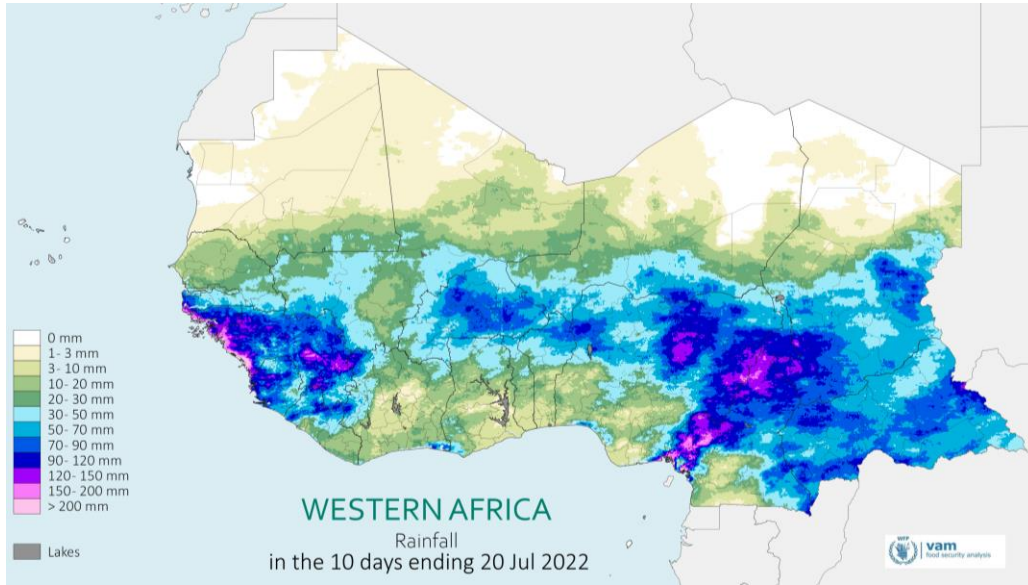 0 mm
1- 3 mm
3- 10 mm
10- 20 mm
20- 30 mm
30- 50 mm
50- 70 mm
70- 90 mm
90- 120 mm
120- 150 mm
150- 200 mm
> 200 mm
Lakes
WESTERN AFRICA
Rainfall
in the 10 days ending 20 Jul 2022
WFP
vam
food security analysis